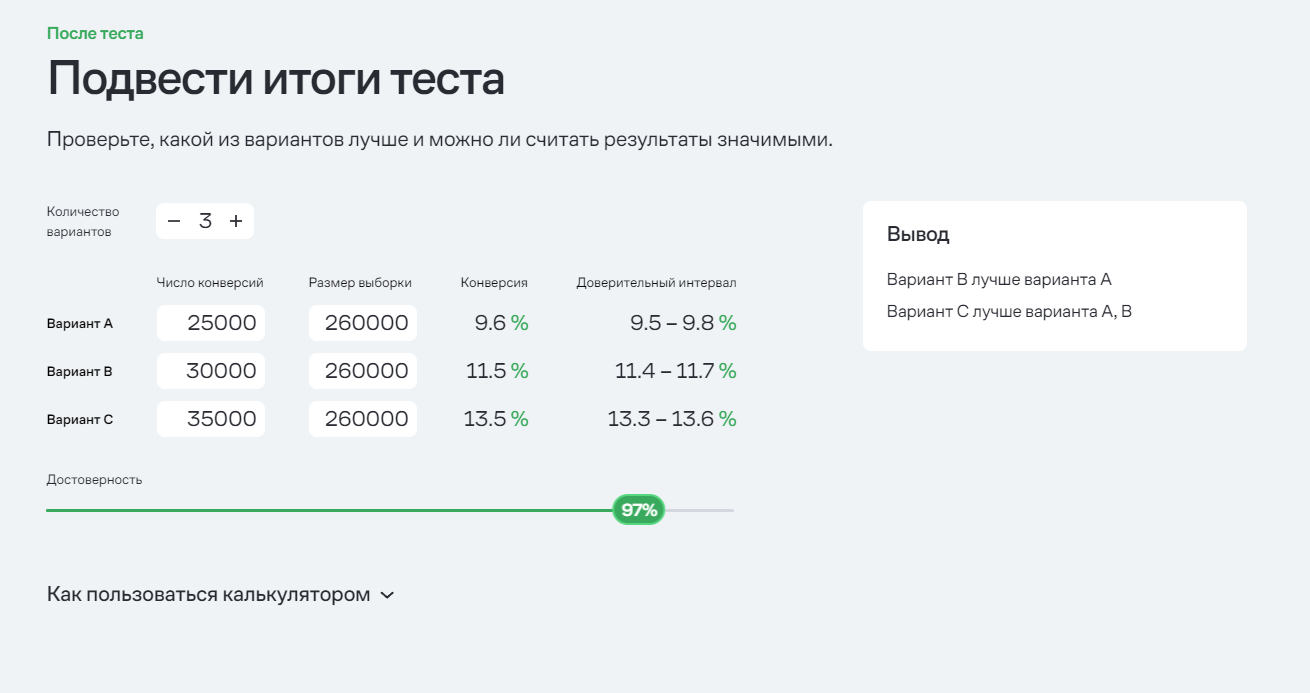 После теста
Подвести итоги теста
Проверьте, какой из вариантов лучше и можно ли считать результаты значимыми.
Количество
вариантов
− 3 +
Число конверсий Размер выборки Конверсия Доверительный интервал
Вариант A 25000 260000 9.6 % 9.5 – 9.8 %
Вариант B 30000 260000 11.5 % 11.4 – 11.7 %
Вариант C 35000 260000 13.5 % 13.3 – 13.6 %
Достоверность
97%
Как пользоваться калькулятором
Вывод
Вариант B лучше варианта A
Вариант C лучше варианта A, B